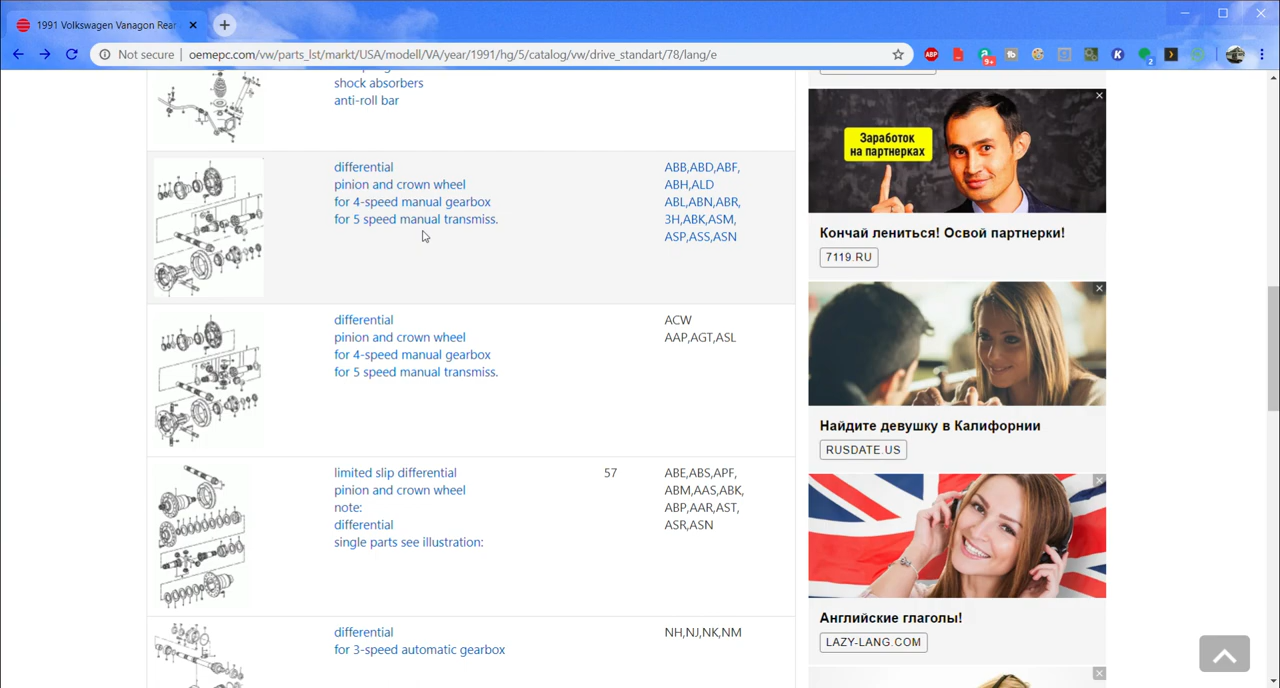 1991 Volkswagen Vanagon Rear
Not secure | oemepc.com/vw/parts_lst/markt/USA/modell/VA/year/1991/hg/5/catalog/vw/drive_standart/78/lang/e
ABP
9+
K
2
shock absorbers
anti-roll bar
differential
pinion and crown wheel
for 4-speed manual gearbox
for 5 speed manual transmiss.
ABB,ABD,ABF,
ABH,ALD
ABL,ABN,ABR,
3H,ABK,ASM,
ASP,ASS,ASN
differential
pinion and crown wheel
for 4-speed manual gearbox
for 5 speed manual transmiss.
ACW
AAP,AGT,ASL
limited slip differential
pinion and crown wheel
note:
differential
single parts see illustration:
57
ABE,ABS,APF,
ABM,AAS,ABK,
ABP,AAR,AST,
ASR,ASN
differential
for 3-speed automatic gearbox
NH,NJ,NK,NM
Заработок
на партнерках
Кончай лениться! Освой партнерки!
7119.RU
Найдите девушку в Калифорнии
RUSDATE.US
Английские глаголы!
LAZY-LANG.COM